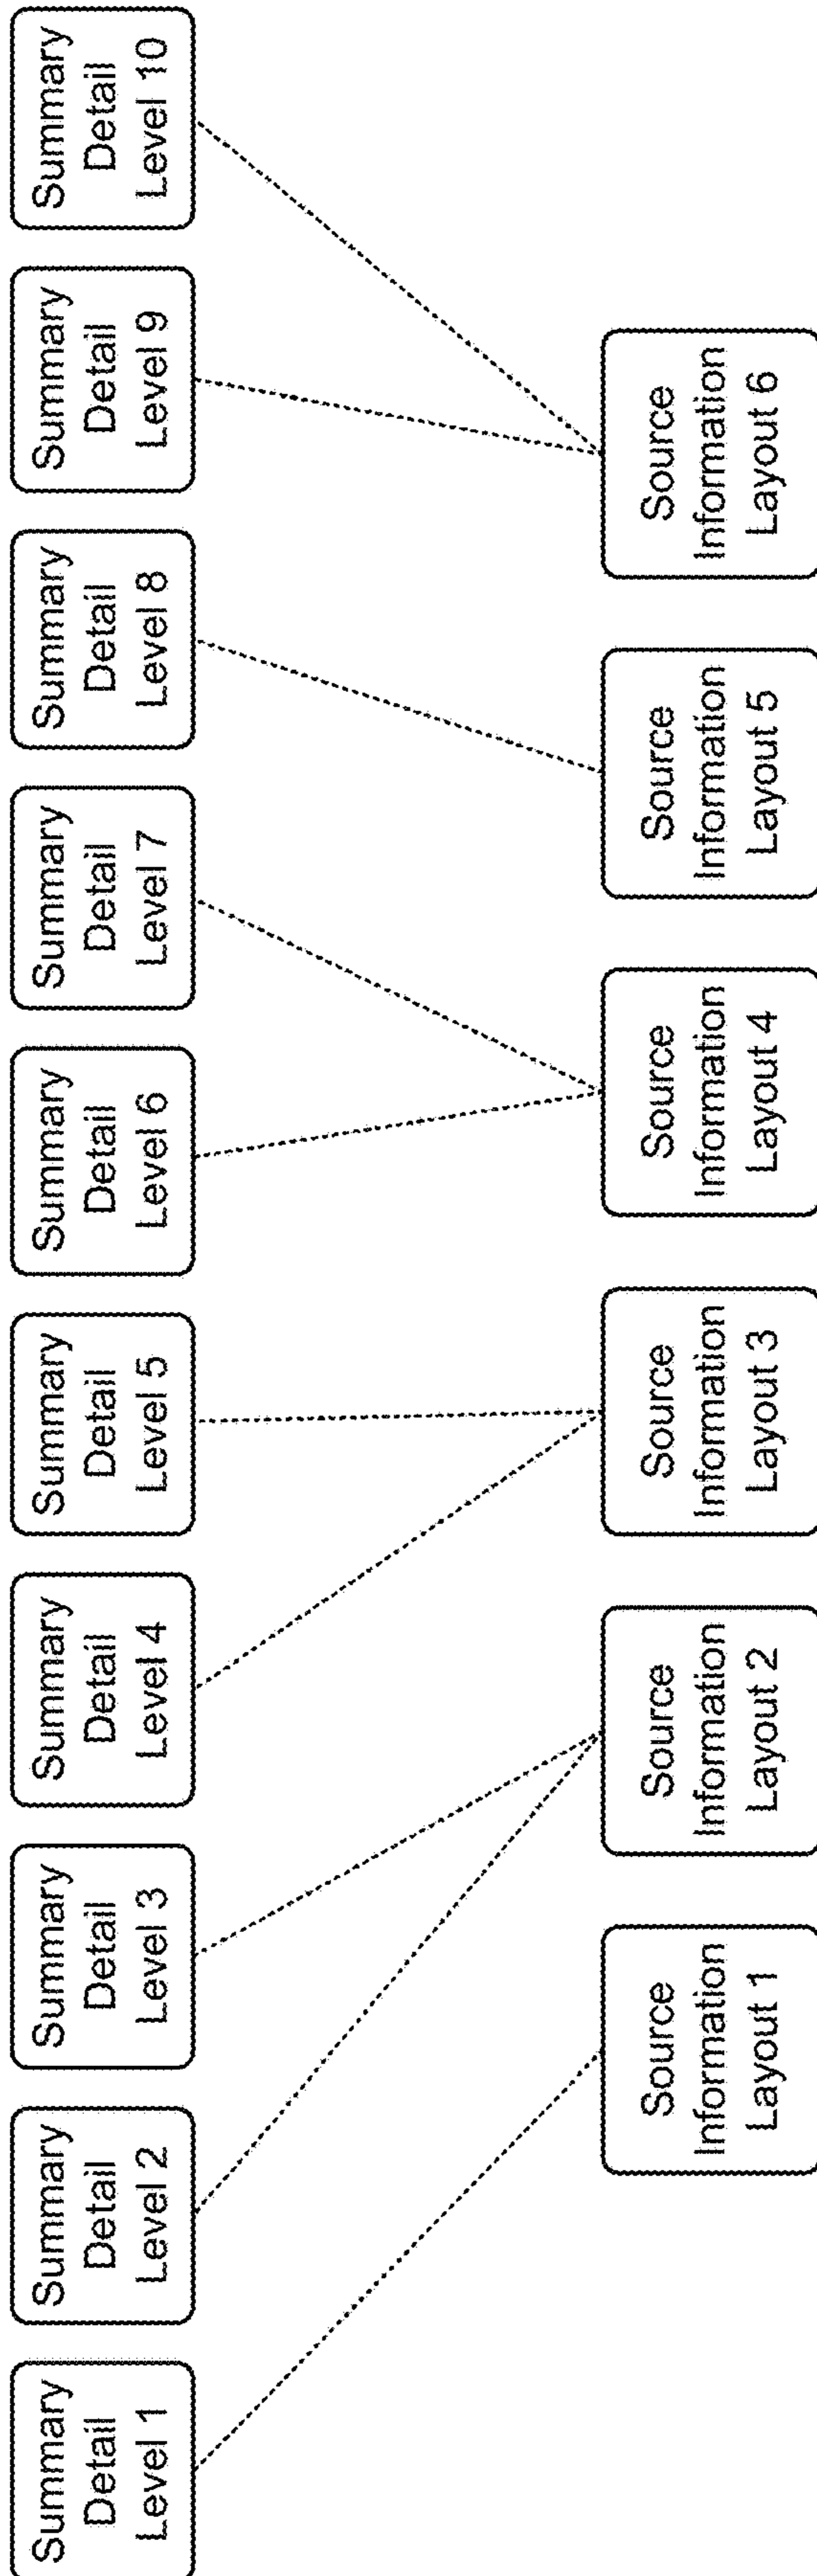 Summary
Detail
Level 1
Summary
Detail
Level 2
Summary
Detail
Level 3
Summary
Detail
Level 4
Summary
Detail
Level 5
Summary
Detail
Level 6
Summary
Detail
Level 7
Summary
Detail
Level 8
Summary
Detail
Level 9
Summary
Detail
Level 10
Source
Information
Layout 1
Source
Information
Layout 2
Source
Information
Layout 3
Source
Information
Layout 4
Source
Information
Layout 5
Source
Information
Layout 6